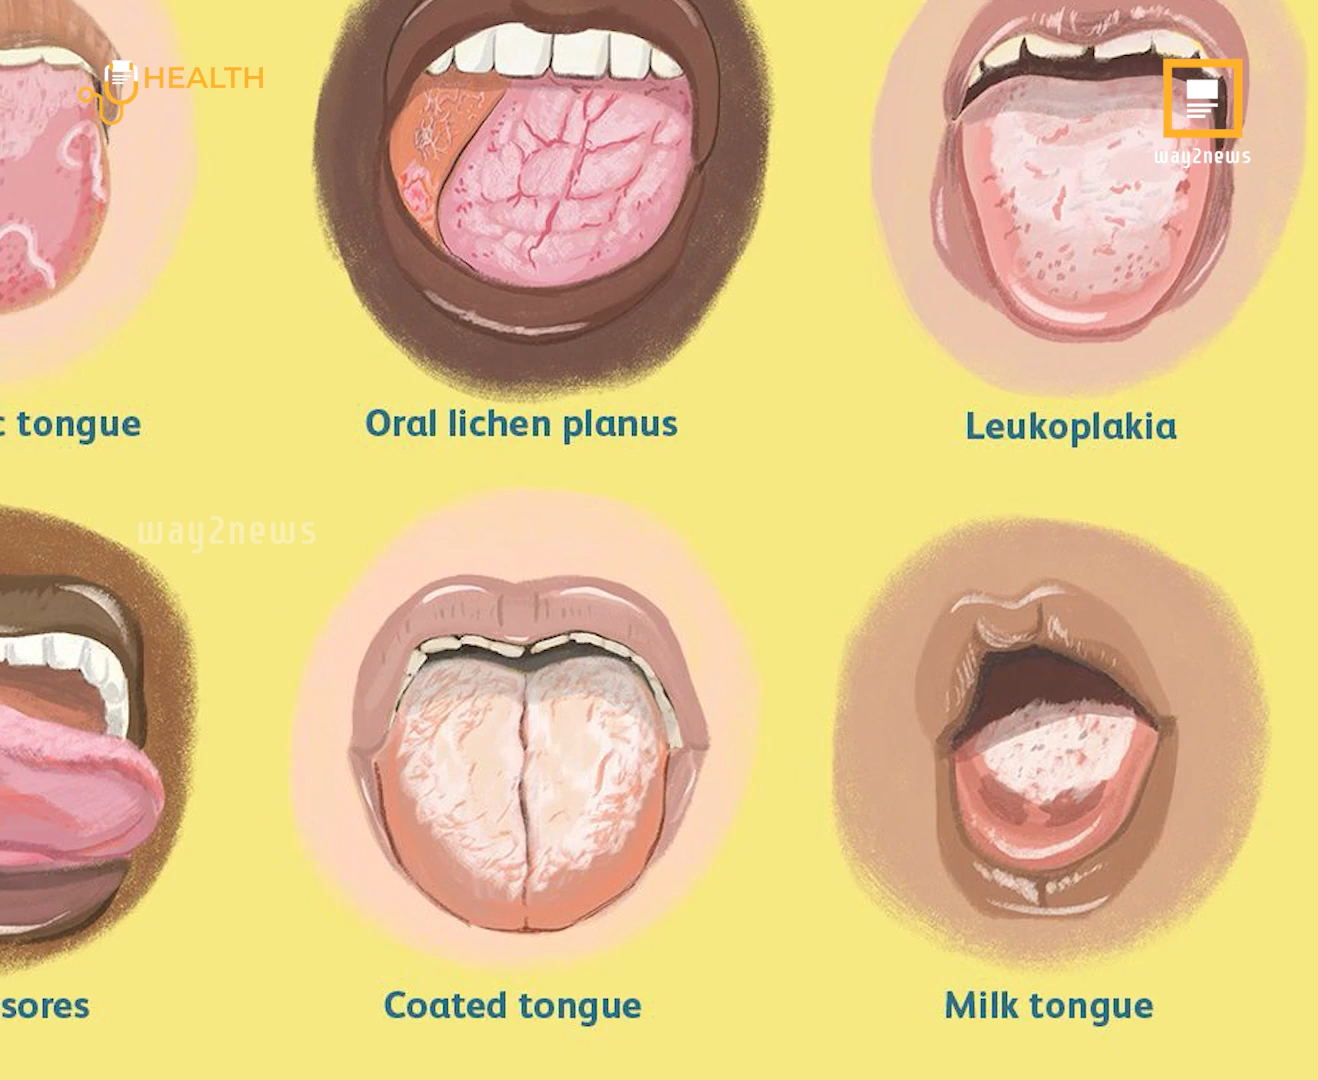 HEALTH
way2news
c tongue
Oral lichen planus
Leukoplakia
way2news
sores
Coated tongue
Milk tongue